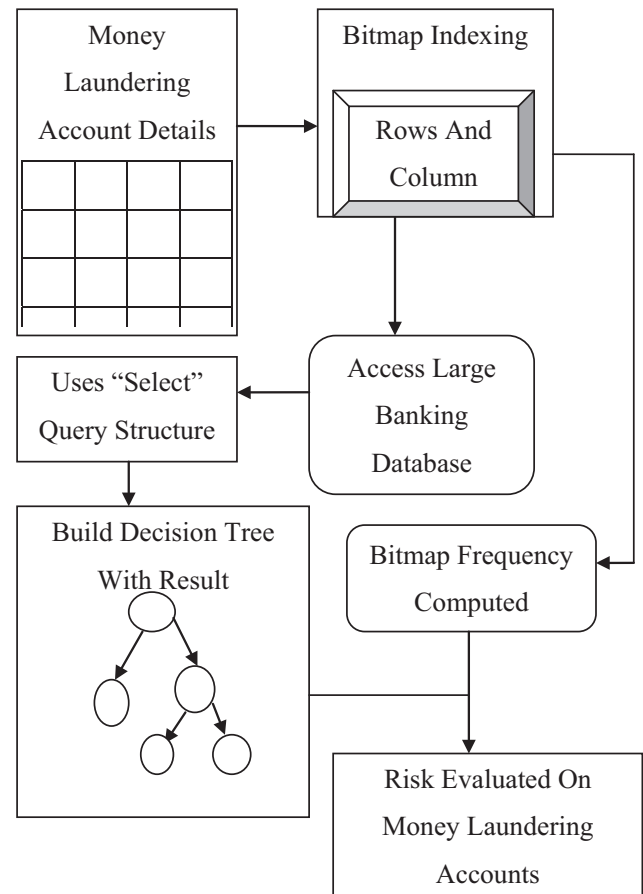 Money
Laundering
Account Details
Bitmap Indexing
Rows And
Column
Access Large
Banking
Database
Uses “Select”
Query Structure
Build Decision Tree
With Result
Bitmap Frequency
Computed
Risk Evaluated On
Money Laundering
Accounts